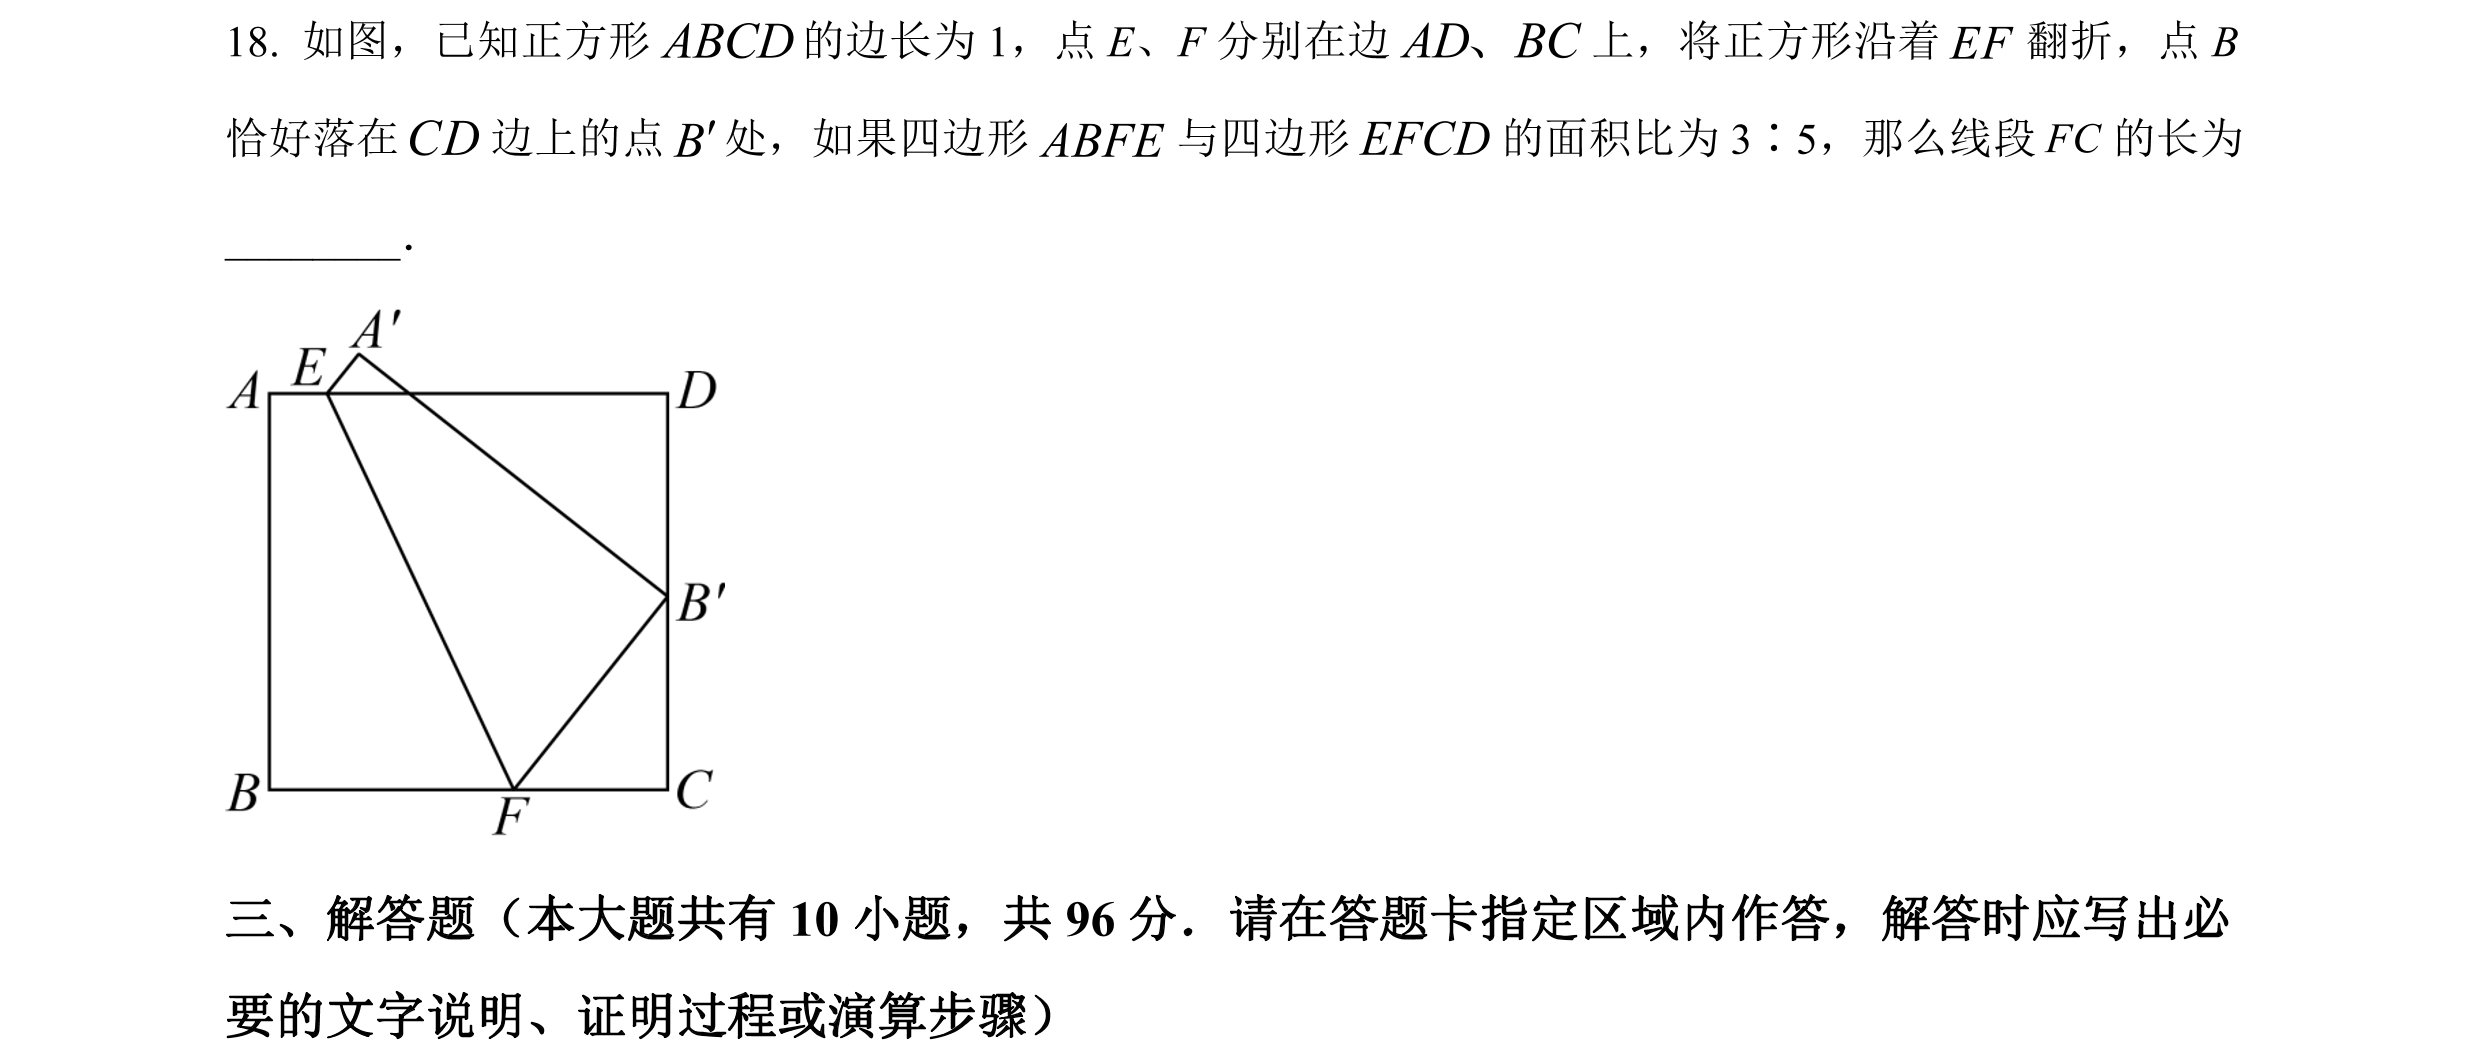 18. 如图，已知正方形 ABCD 的边长为 1，点 E、F 分别在边 AD、BC 上，将正方形沿着 EF 翻折，点 B
恰好落在 CD 边上的点 B′ 处，如果四边形 ABFE 与四边形 EFCD 的面积比为 3∶5，那么线段 FC 的长为
________.
A′
E
A
D
B′
B
C
F
三、解答题（本大题共有 10 小题，共 96 分．请在答题卡指定区域内作答，解答时应写出必
要的文字说明、证明过程或演算步骤）